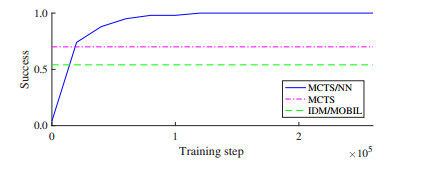 1.0
0.5
0.0
Success
0
1
2
Training step
×10^5
MCTS/NN
MCTS
IDM/MOBIL